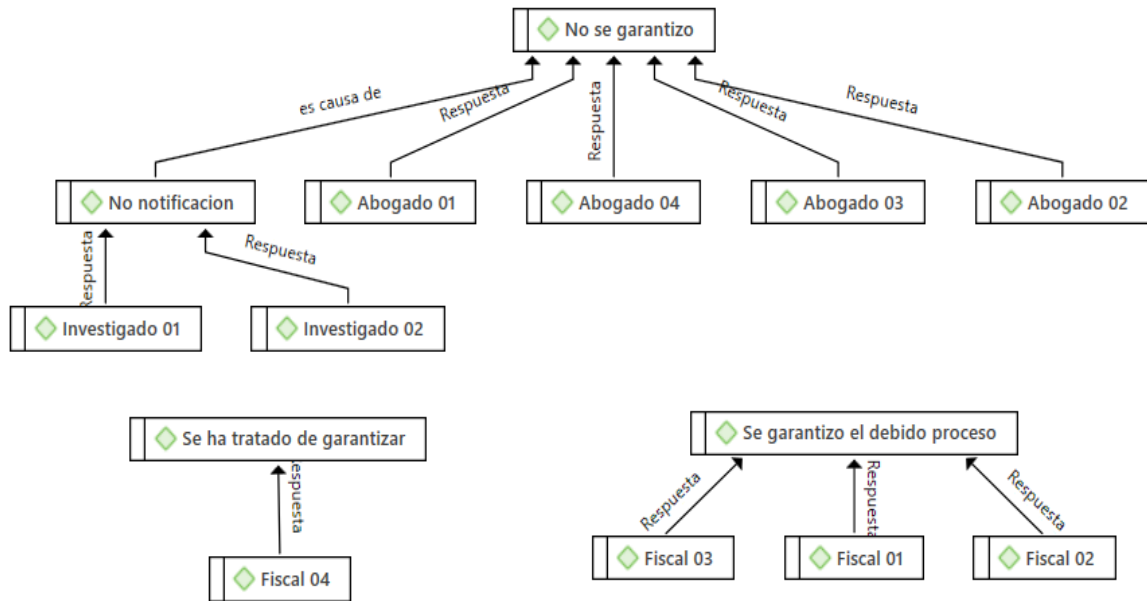 No se garantizo
es causa de
Respuesta
Respuesta
Respuesta
Respuesta
No notificacion
Abogado 01
Abogado 04
Abogado 03
Abogado 02
Respuesta
Respuesta
Investigado 01
Investigado 02
Se ha tratado de garantizar
Se garantizo el debido proceso
Respuesta
Respuesta
Respuesta
Respuesta
Fiscal 04
Fiscal 03
Fiscal 01
Fiscal 02